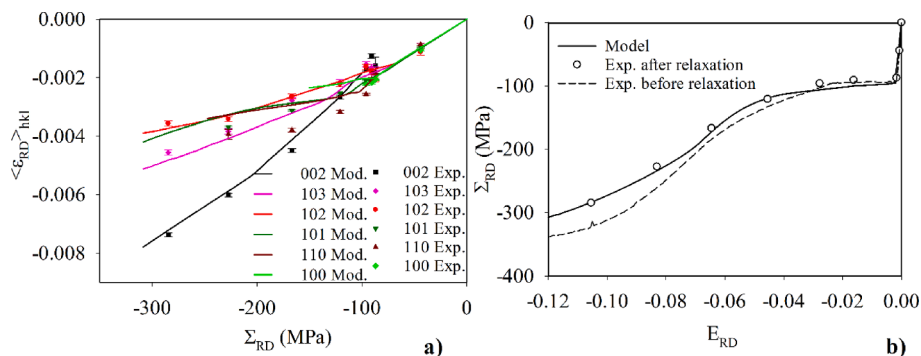 a)
0.000
-0.002
-0.004
-0.006
-0.008
<ε_RD>_hkl
002 Mod.
103 Mod.
102 Mod.
101 Mod.
110 Mod.
100 Mod.
002 Exp.
103 Exp.
102 Exp.
101 Exp.
110 Exp.
100 Exp.
-300 -200 -100 0
Σ_RD (MPa)
a)
0
-100
-200
-300
-400
Σ_RD (MPa)
Model
Exp. after relaxation
Exp. before relaxation
-0.12 -0.10 -0.08 -0.06 -0.04 -0.02 0.00
E_RD
b)